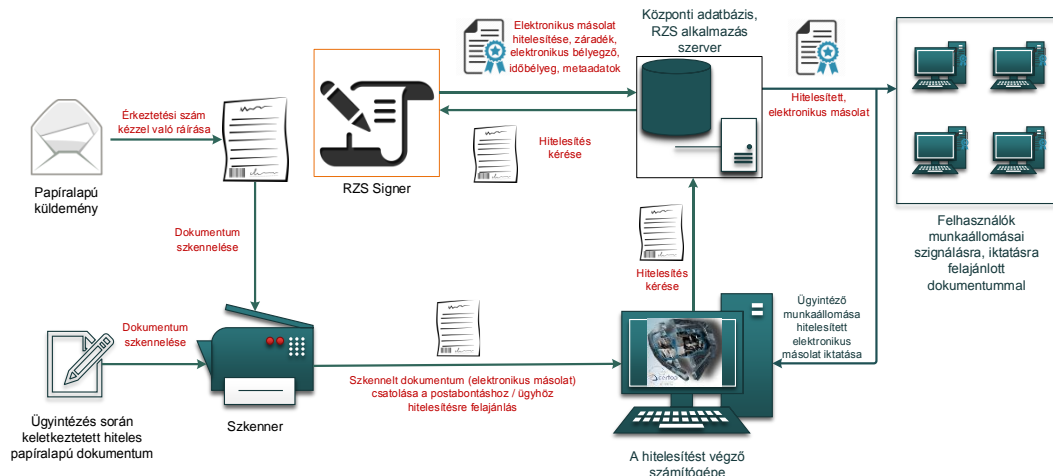 Elektronikus másolat
hitelesítése, záradék,
elektronikus bélyegző,
időbélyeg, metaadatok
Központi adatbázis,
RZS alkalmazás
szerver
Érkeztetési szám
kézzel való ráírása
Hitelesítés
kérése
Hitelesített,
elektronikus másolat
Papíralapú
küldemény
RZS Signer
Felhasználók
munkaállomásai
szignálásra, iktatásra
felajánlott
dokumentummal
Dokumentum
szkennelése
Hitelesítés
kérése
Ügyintéző
munkaállomása
hitelesített
elektronikus
másolat iktatása
Dokumentum
szkennelése
Szkennelt dokumentum (elektronikus másolat)
csatolása a postabontáshoz / ügyhöz
hitelesítésre felajánlás
Ügyintézés során
keletkeztetett hiteles
papíralapú dokumentum
Szkenner
A hitelesítést végző
számítógépe